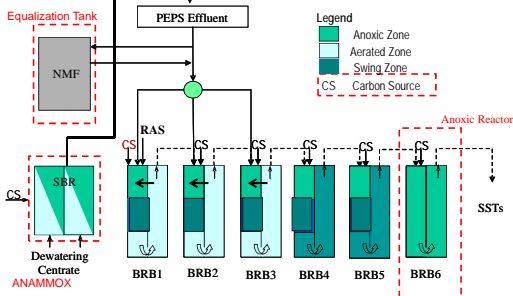 Equalization Tank
PEPS Effluent
Legend
Anoxic Zone
Aerated Zone
Swing Zone
CS Carbon Source
NMF
RAS
Anoxic Reactor
CS
CS
CS
CS
CS
CS
SBR
CS
SSTs
Dewatering
Centrate
ANAMMOX
BRB1
BRB2
BRB3
BRB4
BRB5
BRB6